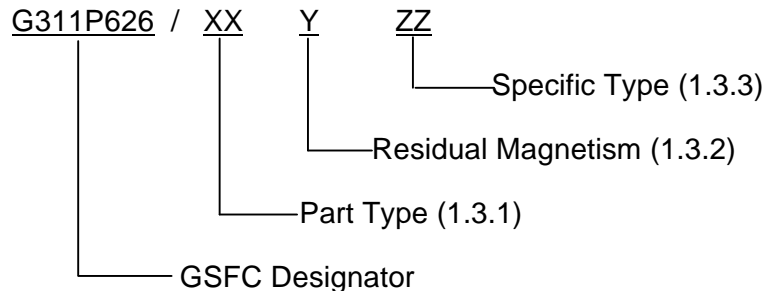 G311P626 / XX Y ZZ
Specific Type (1.3.3)
Residual Magnetism (1.3.2)
Part Type (1.3.1)
GSFC Designator